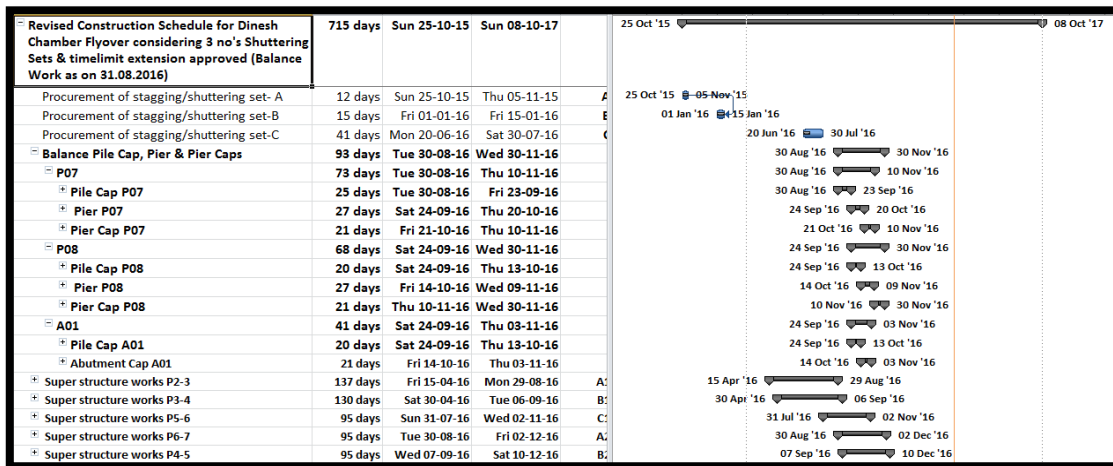 Revised Construction Schedule for Dinesh 715 days Sun 25-10-15 Sun 08-10-17 25 Oct '15 08 Oct '17
Chamber Flyover considering 3 no's Shuttering
Sets & timelimit extension approved (Balance
Work as on 31.08.2016)
Procurement of stagging/shuttering set- A 12 days Sun 25-10-15 Thu 05-11-15 A 25 Oct '15 05 Nov '15
Procurement of stagging/shuttering set-B 15 days Fri 01-01-16 Fri 15-01-16 B 01 Jan '16 15 Jan '16
Procurement of stagging/shuttering set-C 41 days Mon 20-06-16 Sat 30-07-16 C 20 Jun '16 30 Jul '16
Balance Pile Cap, Pier & Pier Caps 93 days Tue 30-08-16 Wed 30-11-16 30 Aug '16 30 Nov '16
P07 73 days Tue 30-08-16 Thu 10-11-16 30 Aug '16 10 Nov '16
Pile Cap P07 25 days Tue 30-08-16 Fri 23-09-16 30 Aug '16 23 Sep '16
Pier P07 27 days Sat 24-09-16 Thu 20-10-16 24 Sep '16 20 Oct '16
Pier Cap P07 21 days Fri 21-10-16 Thu 10-11-16 21 Oct '16 10 Nov '16
P08 68 days Sat 24-09-16 Wed 30-11-16 24 Sep '16 30 Nov '16
Pile Cap P08 20 days Sat 24-09-16 Thu 13-10-16 24 Sep '16 13 Oct '16
Pier P08 27 days Fri 14-10-16 Wed 09-11-16 14 Oct '16 09 Nov '16
Pier Cap P08 21 days Thu 10-11-16 Wed 30-11-16 10 Nov '16 30 Nov '16
A01 41 days Sat 24-09-16 Thu 03-11-16 24 Sep '16 03 Nov '16
Pile Cap A01 20 days Sat 24-09-16 Thu 13-10-16 24 Sep '16 13 Oct '16
Abutment Cap A01 21 days Fri 14-10-16 Thu 03-11-16 14 Oct '16 03 Nov '16
Super structure works P2-3 137 days Fri 15-04-16 Mon 29-08-16 A1 15 Apr '16 29 Aug '16
Super structure works P3-4 130 days Sat 30-04-16 Tue 06-09-16 B1 30 Apr '16 06 Sep '16
Super structure works P5-6 95 days Sun 31-07-16 Wed 02-11-16 C1 31 Jul '16 02 Nov '16
Super structure works P6-7 95 days Tue 30-08-16 Fri 02-12-16 A2 30 Aug '16 02 Dec '16
Super structure works P4-5 95 days Wed 07-09-16 Sat 10-12-16 B2 07 Sep '16 10 Dec '16